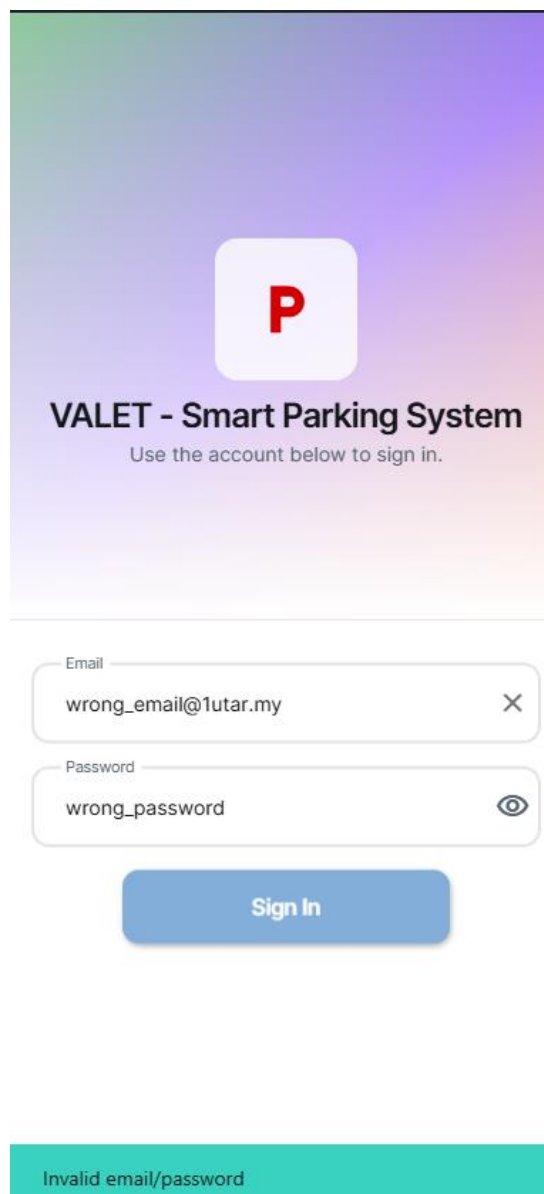 P
VALET - Smart Parking System
Use the account below to sign in.
Email
wrong_email@1utar.my
Password
wrong_password
Sign In
Invalid email/password